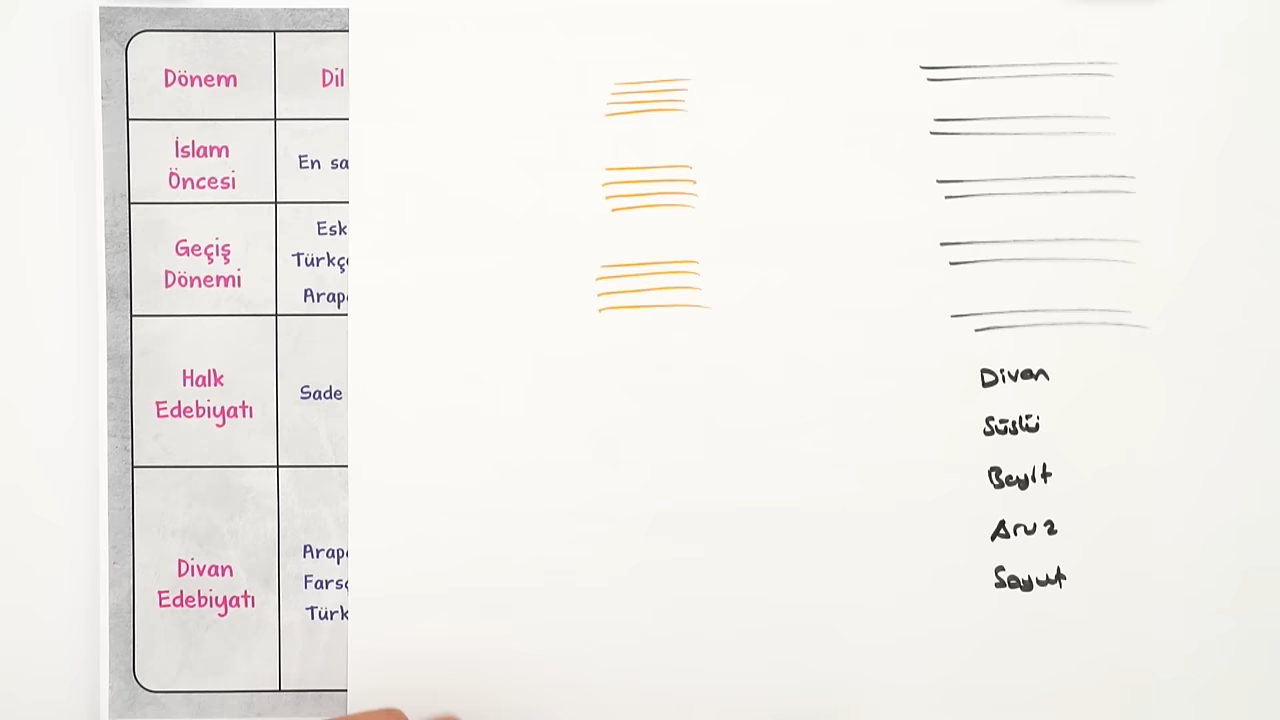 Dönem
Dil
İslam
Öncesi
En sa
Geçiş
Dönemi
Esk
Türkç
Arap
Halk
Edebiyatı
Sade
Divan
Edebiyatı
Arap
Fars
Türk
Divan
Süslü
Beyit
Aruz
Soyut